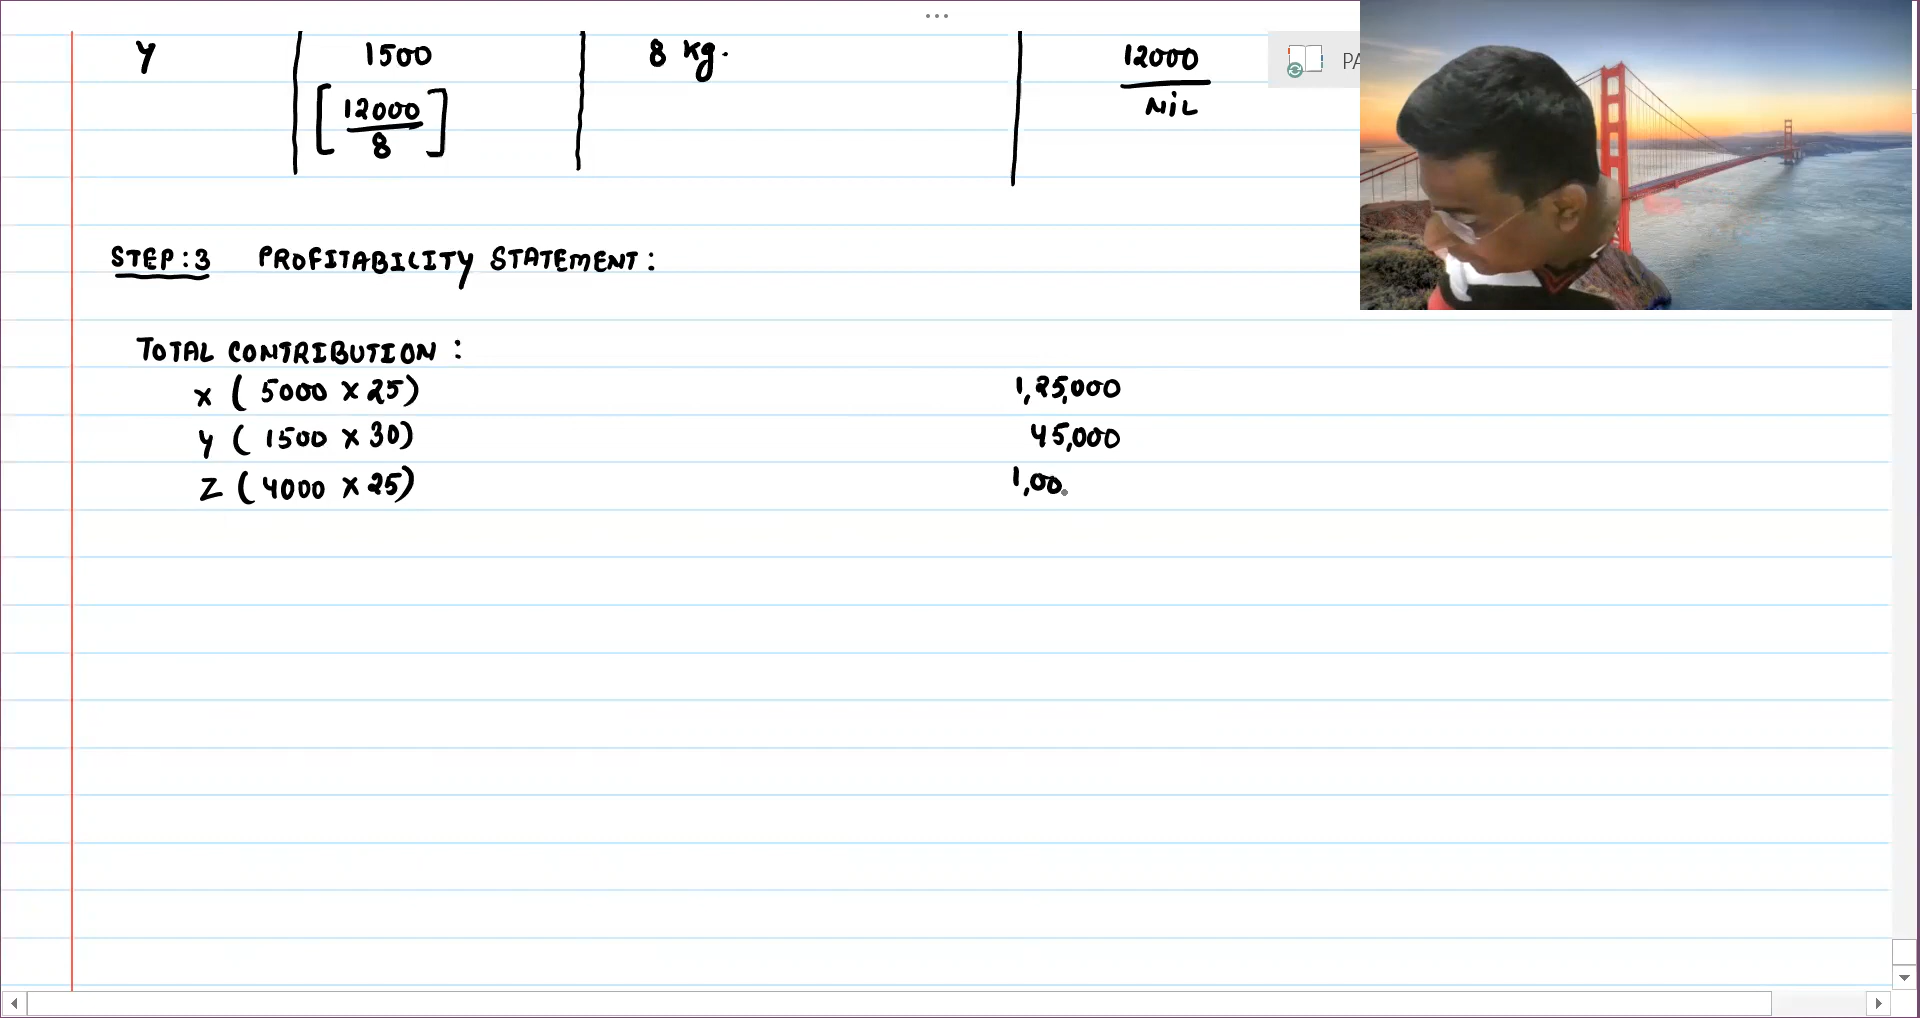 Y 1500 8 kg. 12000
[12000/8] NiL
PA
STEP:3 PROFITABILITY STATEMENT:
TOTAL CONTRIBUTION:
X (5000 × 25) 1,25,000
Y (1500 × 30) 45,000
Z (4000 × 25) 1,00